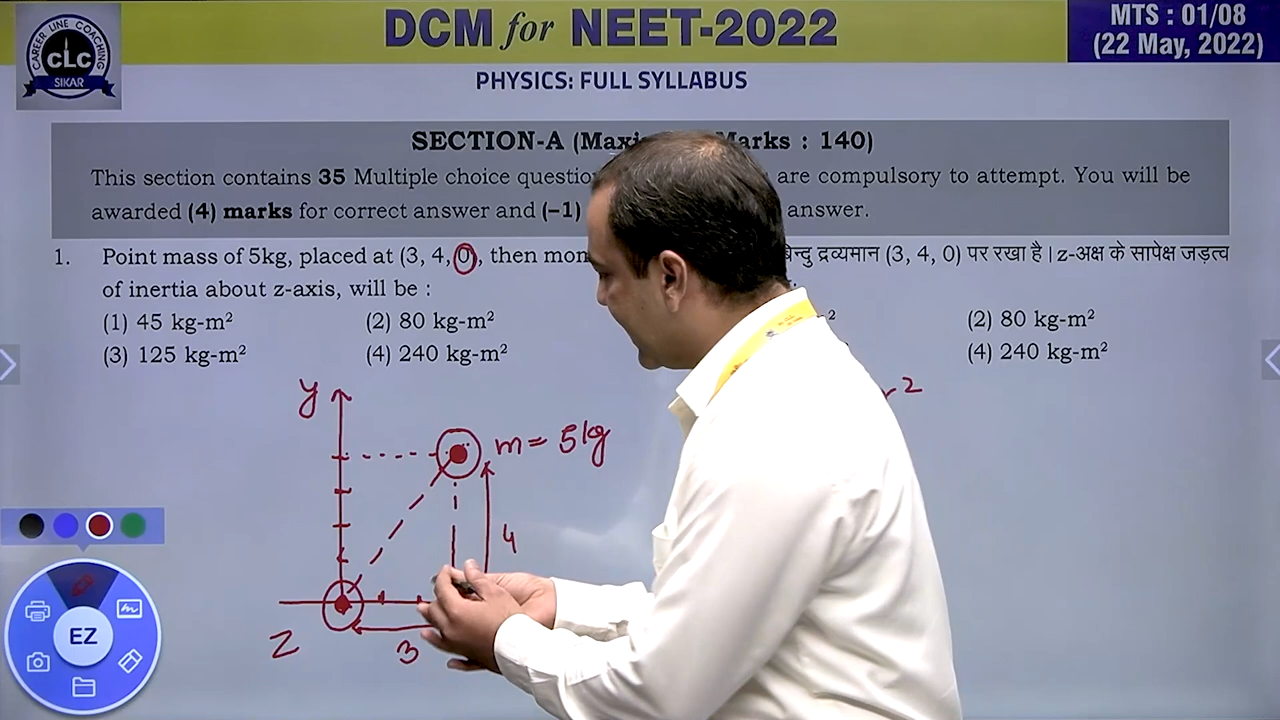 DCM for NEET-2022
MTS : 01/08
(22 May, 2022)
CAREER LINE COACHING
CLC
SIKAR
PHYSICS: FULL SYLLABUS
SECTION-A (Marks : 140)
This section contains 35 Multiple choice are compulsory to attempt. You will be
awarded (4) marks for correct answer and (–1) answer.
1. Point mass of 5kg, placed at (3, 4, 0), then
of inertia about z-axis, will be :
(1) 45 kg-m² (2) 80 kg-m²
(3) 125 kg-m² (4) 240 kg-m²
द्रव्यमान (3, 4, 0) पर रखा है। z-अक्ष के सापेक्ष जड़त्व
(2) 80 kg-m²
(4) 240 kg-m²
y
m = 5kg
4
Z
3
2
EZ